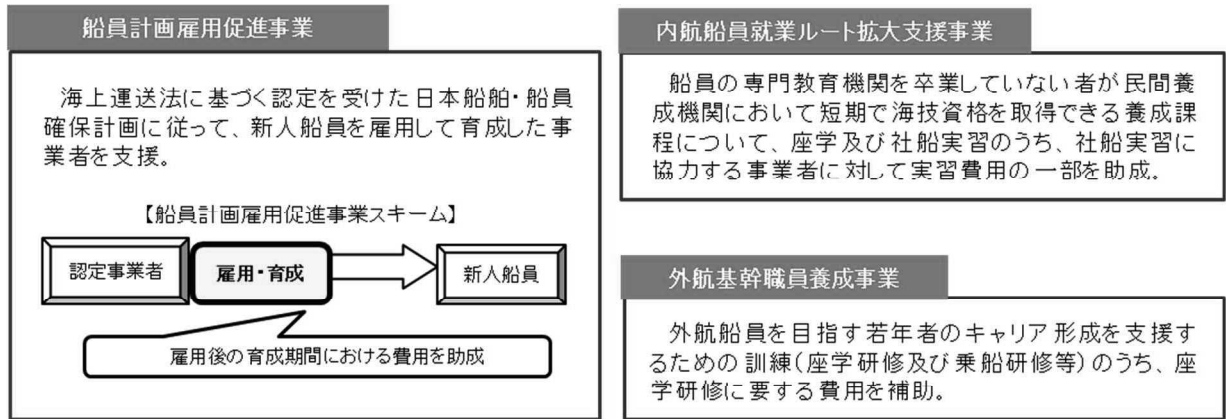 船員計画雇用促進事業
海上運送法に基づく認定を受けた日本船舶・船員
確保計画に従って、新人船員を雇用して育成した事
業者を支援。
【船員計画雇用促進事業スキーム】
認定事業者
雇用・育成
新人船員
雇用後の育成期間における費用を助成
内航船員就業ルート拡大支援事業
船員の専門教育機関を卒業していない者が民間養
成機関において短期で海技資格を取得できる養成課
程について、座学及び社船実習のうち、社船実習に
協力する事業者に対して実習費用の一部を助成。
外航基幹職員養成事業
外航船員を目指す若年者のキャリア形成を支援す
るための訓練(座学研修及び乗船研修等)のうち、座
学研修に要する費用を補助。